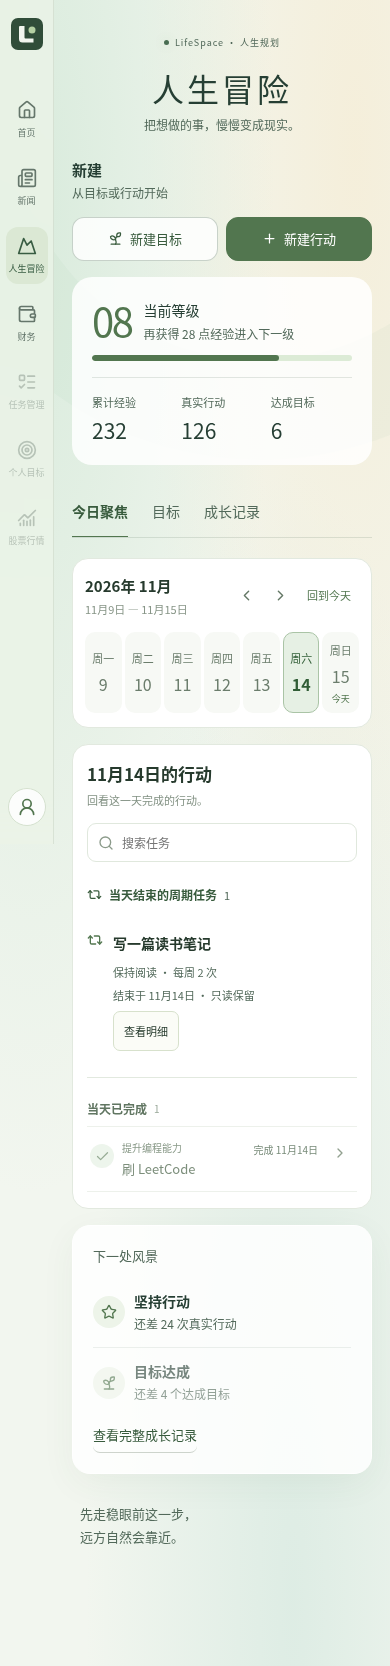 LifeSpace · 人生规划
人生冒险
把想做的事，慢慢变成现实。
首页
新闻
人生冒险
财务
任务管理
个人目标
股票行情
新建
从目标或行动开始
新建目标
新建行动
08
当前等级
再获得 28 点经验进入下一级
累计经验 真实行动 达成目标
232 126 6
今日聚焦 目标 成长记录
2026年 11月
11月9日 — 11月15日
回到今天
周一 周二 周三 周四 周五 周六 周日
9 10 11 12 13 14 15
今天
11月14日的行动
回看这一天完成的行动。
搜索任务
当天结束的周期任务 1
写一篇读书笔记
保持阅读 · 每周 2 次
结束于 11月14日 · 只读保留
查看明细
当天已完成 1
提升编程能力
刷 LeetCode
完成 11月14日
下一处风景
坚持行动
还差 24 次真实行动
目标达成
还差 4 个达成目标
查看完整成长记录
先走稳眼前这一步，
远方自然会靠近。